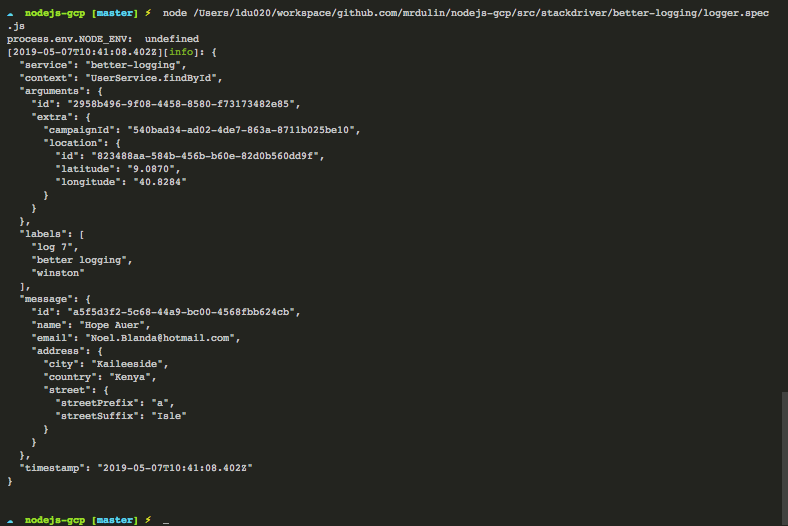 ☁  nodejs-gcp [master] ⚡  node /Users/ldu020/workspace/github.com/mrdulin/nodejs-gcp/src/stackdriver/better-logging/logger.spec
.js
process.env.NODE_ENV:  undefined
[2019-05-07T10:41:08.402Z][info]: {
  "service": "better-logging",
  "context": "UserService.findById",
  "arguments": {
    "id": "2958b496-9f08-4458-8580-f73173482e85",
    "extra": {
      "campaignId": "540bad34-ad02-4de7-863a-8711b025be10",
      "location": {
        "id": "823488aa-584b-456b-b60e-82d0b560dd9f",
        "latitude": "9.0870",
        "longitude": "40.8284"
      }
    }
  },
  "labels": [
    "log 7",
    "better logging",
    "winston"
  ],
  "message": {
    "id": "a5f5d3f2-5c68-44a9-bc00-4568fbb624cb",
    "name": "Hope Auer",
    "email": "Noel.Blanda@hotmail.com",
    "address": {
      "city": "Kaileeside",
      "country": "Kenya",
      "street": {
        "streetPrefix": "a",
        "streetSuffix": "Isle"
      }
    }
  },
  "timestamp": "2019-05-07T10:41:08.402Z"
}
☁  nodejs-gcp [master] ⚡  _